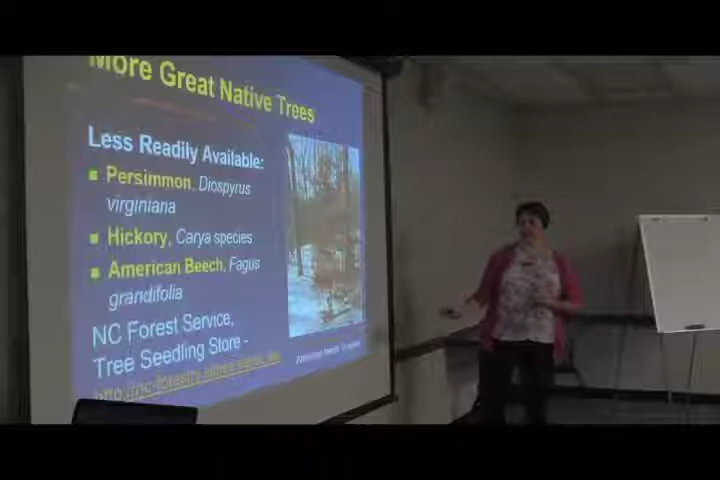 More Great Native Trees
Less Readily Available:
Persimmon, Diospyrus
virginiana
Hickory, Carya species
American Beech, Fagus
grandifolia
NC Forest Service,
Tree Seedling Store -